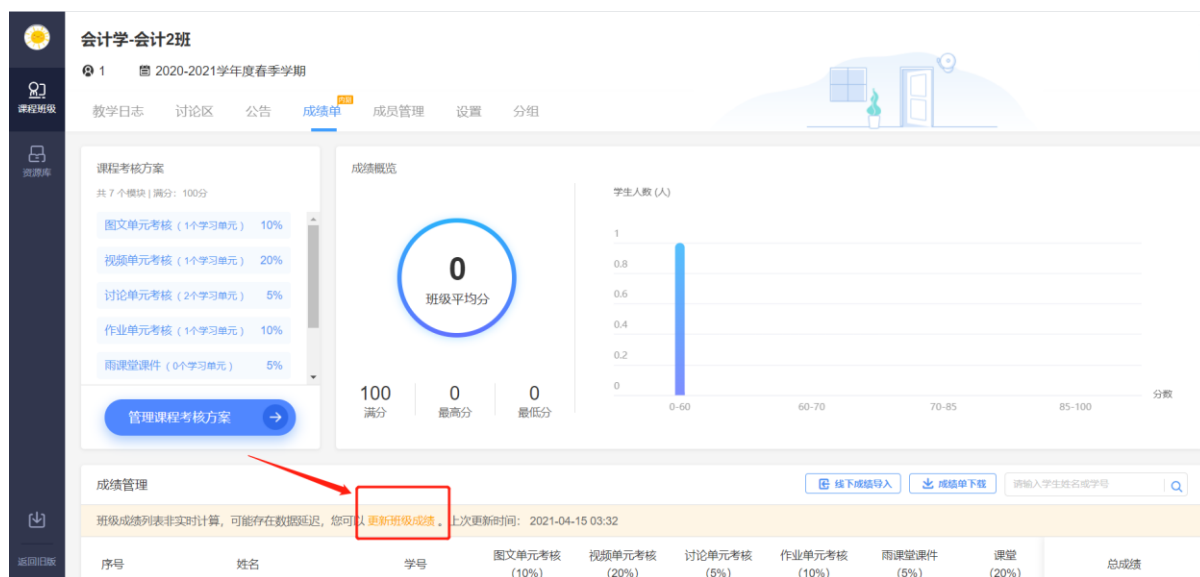 会计学-会计2班
1 2020-2021学年度春季学期
课程班级
教学日志 讨论区 公告 成绩单 内测 成员管理 设置 分组
资源库
课程考核方案
共 7 个模块 | 满分：100分
图文单元考核（1个学习单元） 10%
视频单元考核（1个学习单元） 20%
讨论单元考核（2个学习单元） 5%
作业单元考核（1个学习单元） 10%
雨课堂课件（0个学习单元） 5%
管理课程考核方案
成绩概览
0
班级平均分
100 0 0
满分 最高分 最低分
学生人数 (人)
1
0.8
0.6
0.4
0.2
0
分数
0-60 60-70 70-85 85-100
成绩管理
线下成绩导入 成绩单下载 请输入学生姓名或学号
班级成绩列表非实时计算，可能存在数据延迟，您可以 更新班级成绩 。上次更新时间： 2021-04-15 03:32
序号 姓名 学号 图文单元考核 视频单元考核 讨论单元考核 作业单元考核 雨课堂课件 课堂 总成绩
(10%) (20%) (5%) (10%) (5%) (20%)
返回旧版